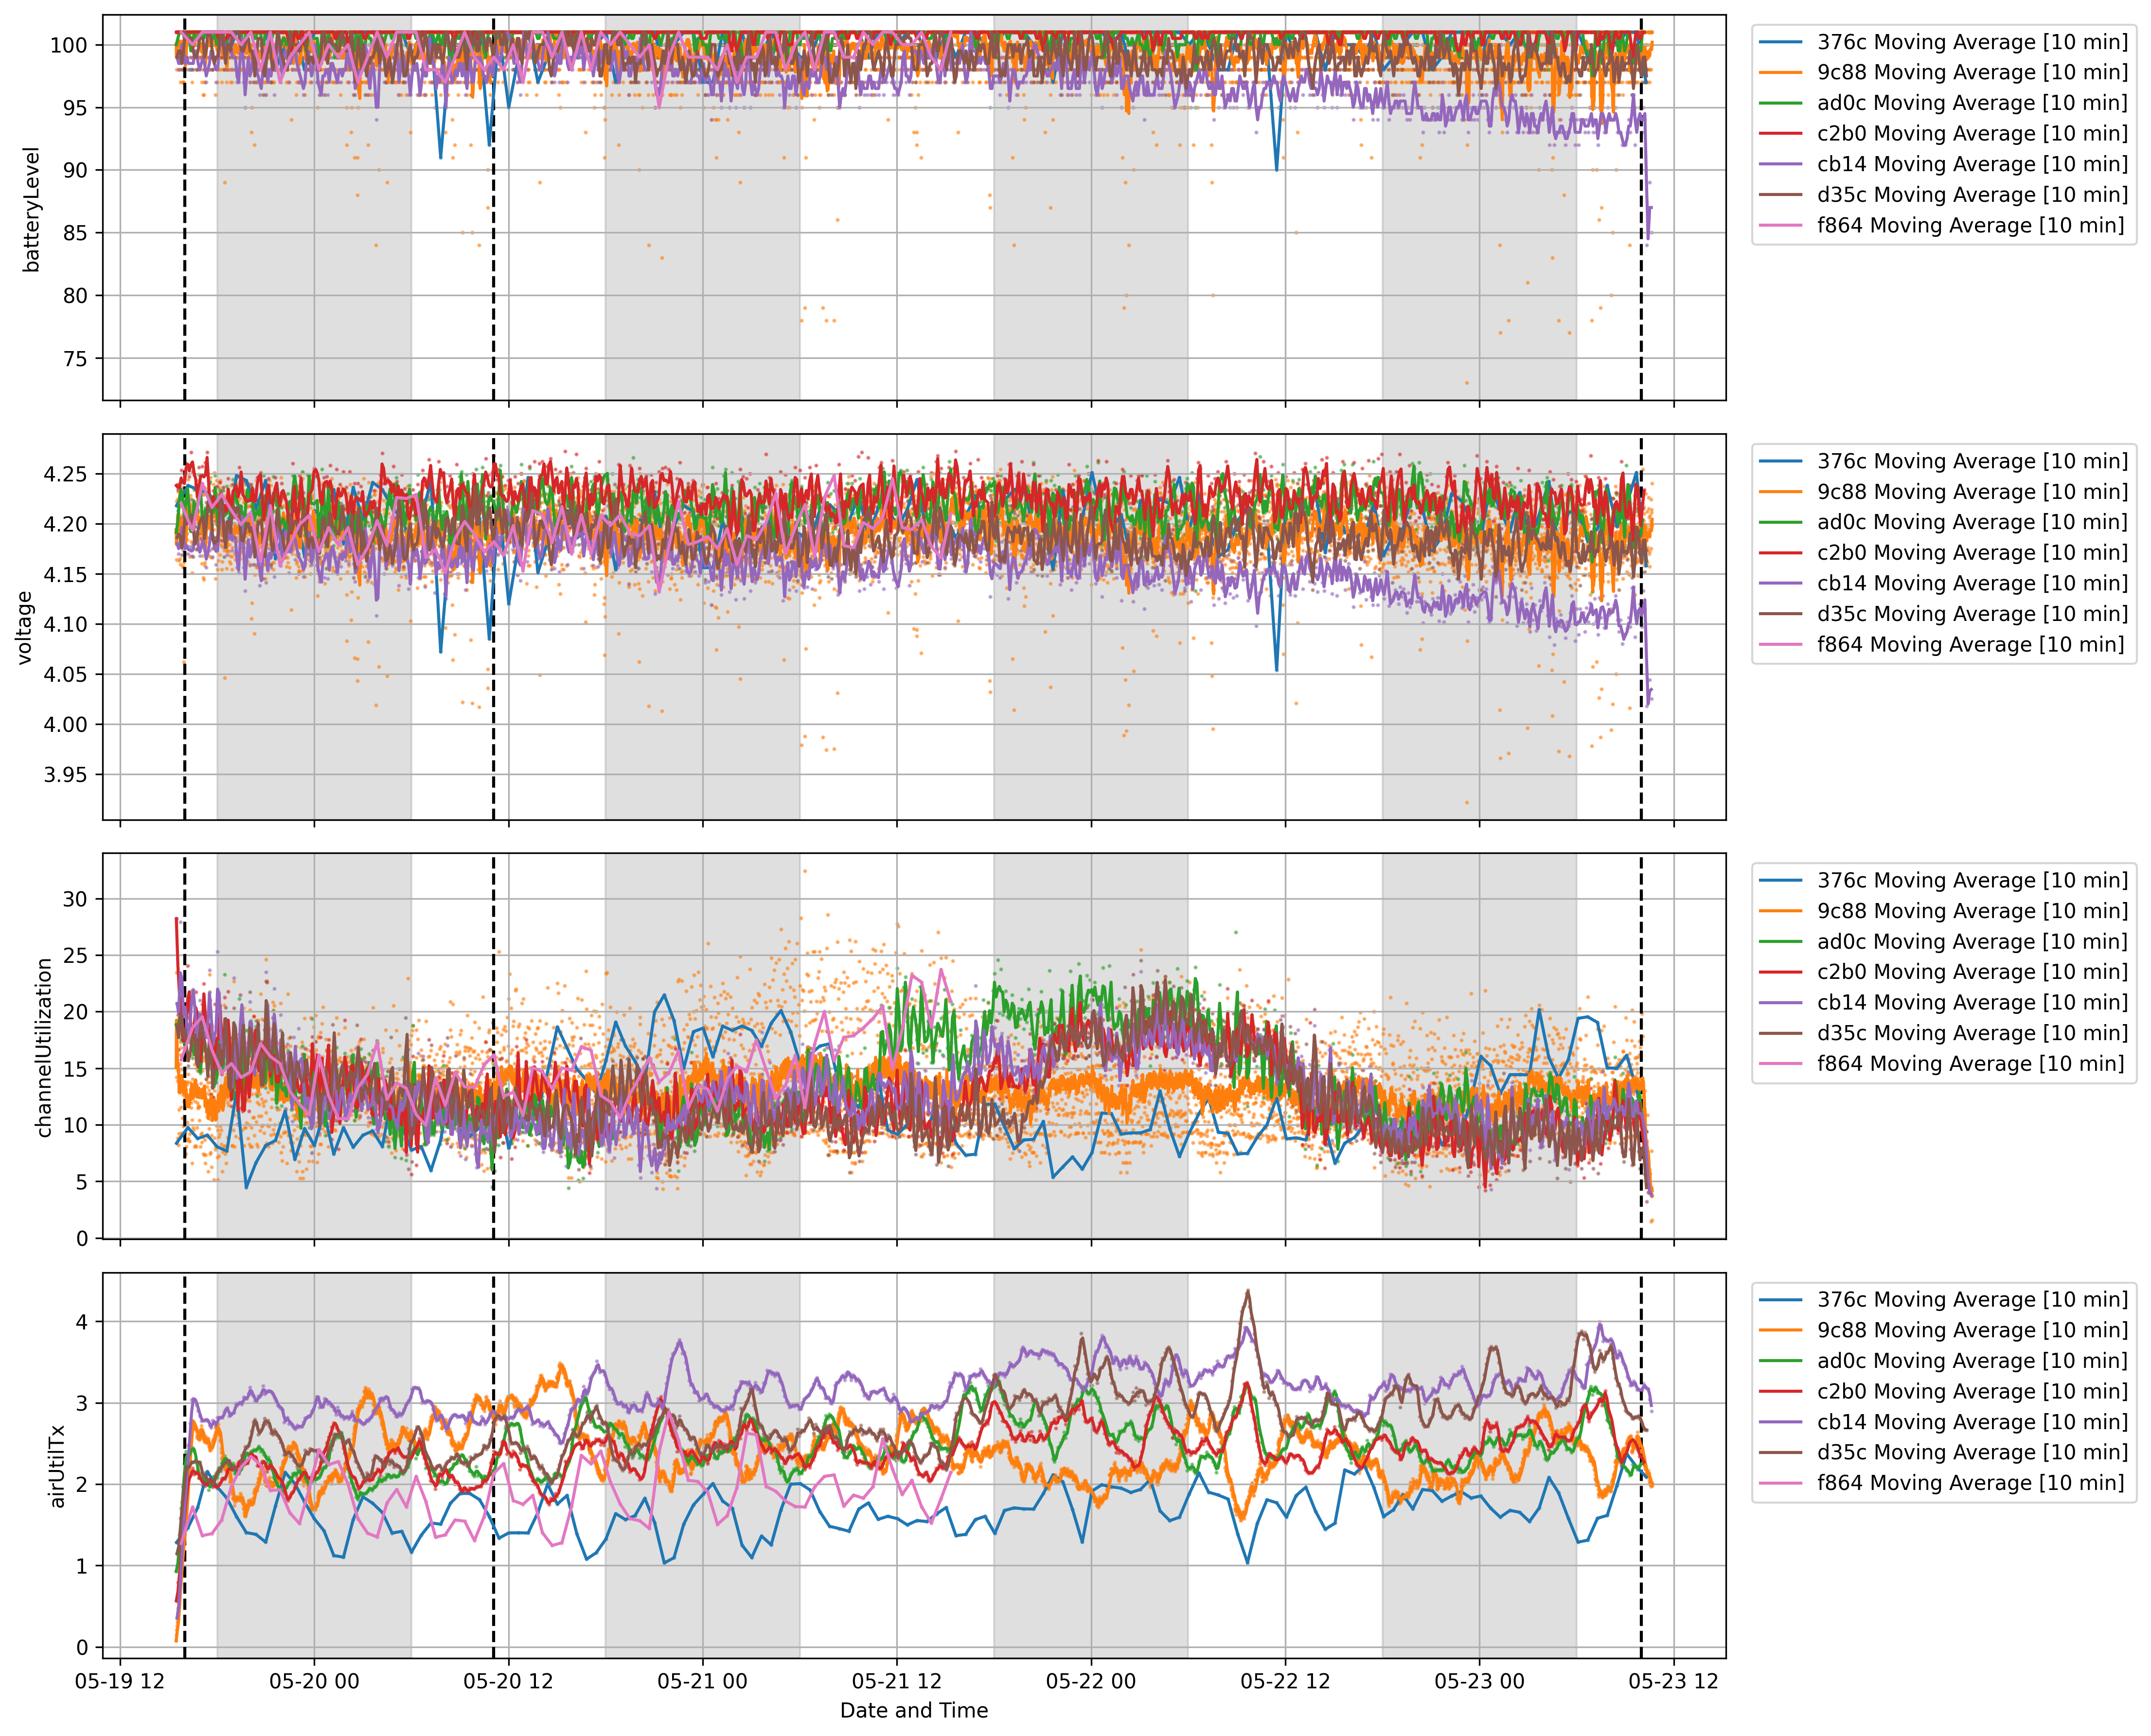 100
95
90
85
80
75
batteryLevel
376c Moving Average [10 min]
9c88 Moving Average [10 min]
ad0c Moving Average [10 min]
c2b0 Moving Average [10 min]
cb14 Moving Average [10 min]
d35c Moving Average [10 min]
f864 Moving Average [10 min]
4.25
4.20
4.15
4.10
4.05
4.00
3.95
voltage
376c Moving Average [10 min]
9c88 Moving Average [10 min]
ad0c Moving Average [10 min]
c2b0 Moving Average [10 min]
cb14 Moving Average [10 min]
d35c Moving Average [10 min]
f864 Moving Average [10 min]
30
25
20
15
10
5
0
channelUtilization
376c Moving Average [10 min]
9c88 Moving Average [10 min]
ad0c Moving Average [10 min]
c2b0 Moving Average [10 min]
cb14 Moving Average [10 min]
d35c Moving Average [10 min]
f864 Moving Average [10 min]
4
3
2
1
0
airUtilTx
376c Moving Average [10 min]
9c88 Moving Average [10 min]
ad0c Moving Average [10 min]
c2b0 Moving Average [10 min]
cb14 Moving Average [10 min]
d35c Moving Average [10 min]
f864 Moving Average [10 min]
05-19 12 05-20 00 05-20 12 05-21 00 05-21 12 05-22 00 05-22 12 05-23 00 05-23 12
Date and Time